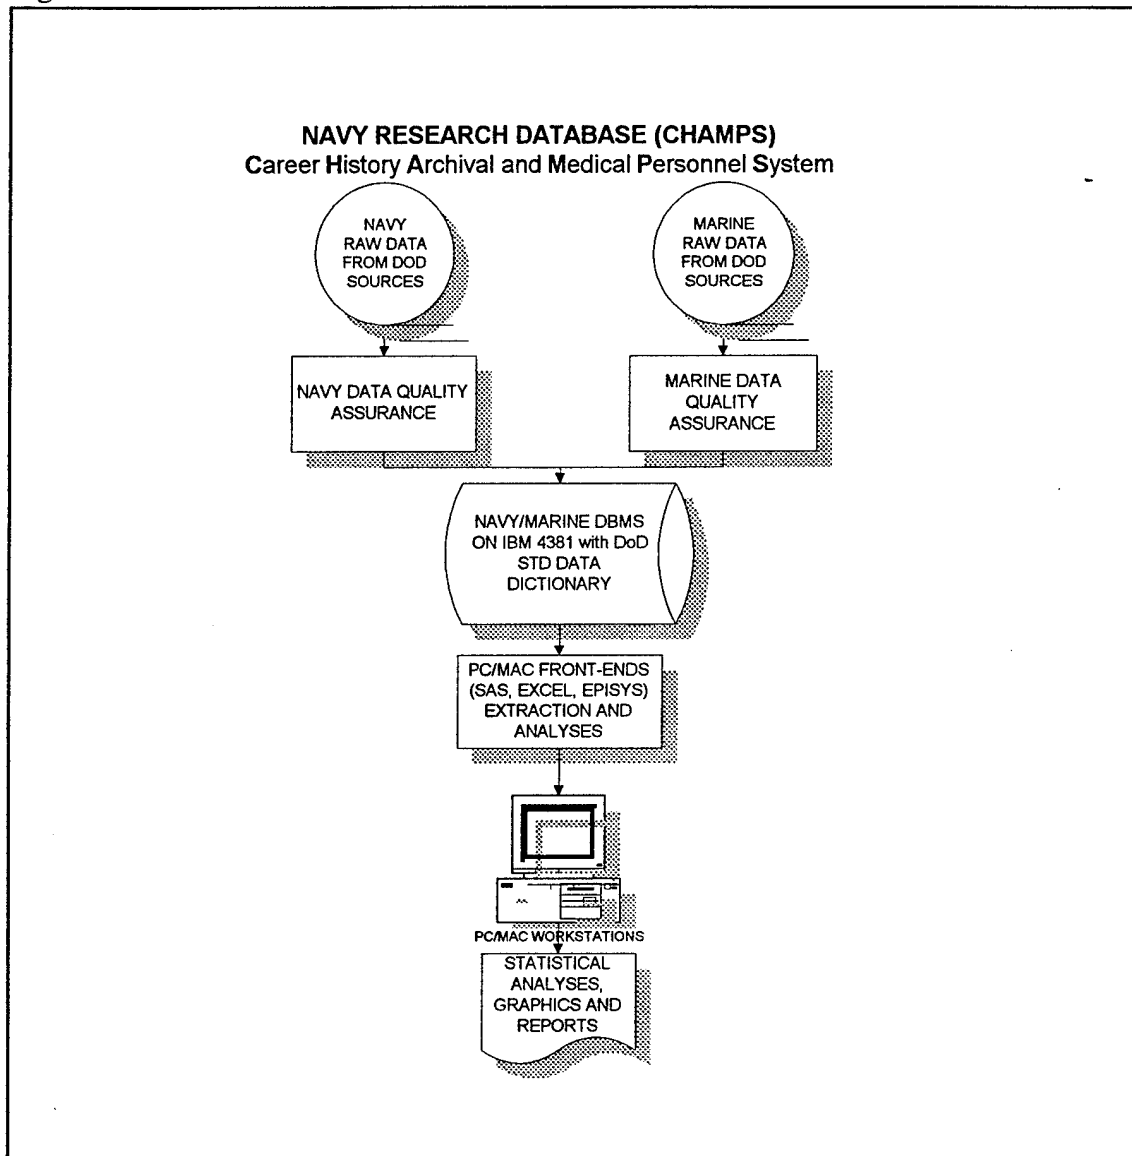 NAVY RESEARCH DATABASE (CHAMPS)
Career History Archival and Medical Personnel System
NAVY
RAW DATA
FROM DOD
SOURCES
MARINE
RAW DATA
FROM DOD
SOURCES
NAVY DATA QUALITY
ASSURANCE
MARINE DATA
QUALITY
ASSURANCE
NAVY/MARINE DBMS
ON IBM 4381 with DoD
STD DATA
DICTIONARY
PC/MAC FRONT-ENDS
(SAS, EXCEL, EPISYS)
EXTRACTION AND
ANALYSES
PC/MAC WORKSTATIONS
STATISTICAL
ANALYSES,
GRAPHICS AND
REPORTS